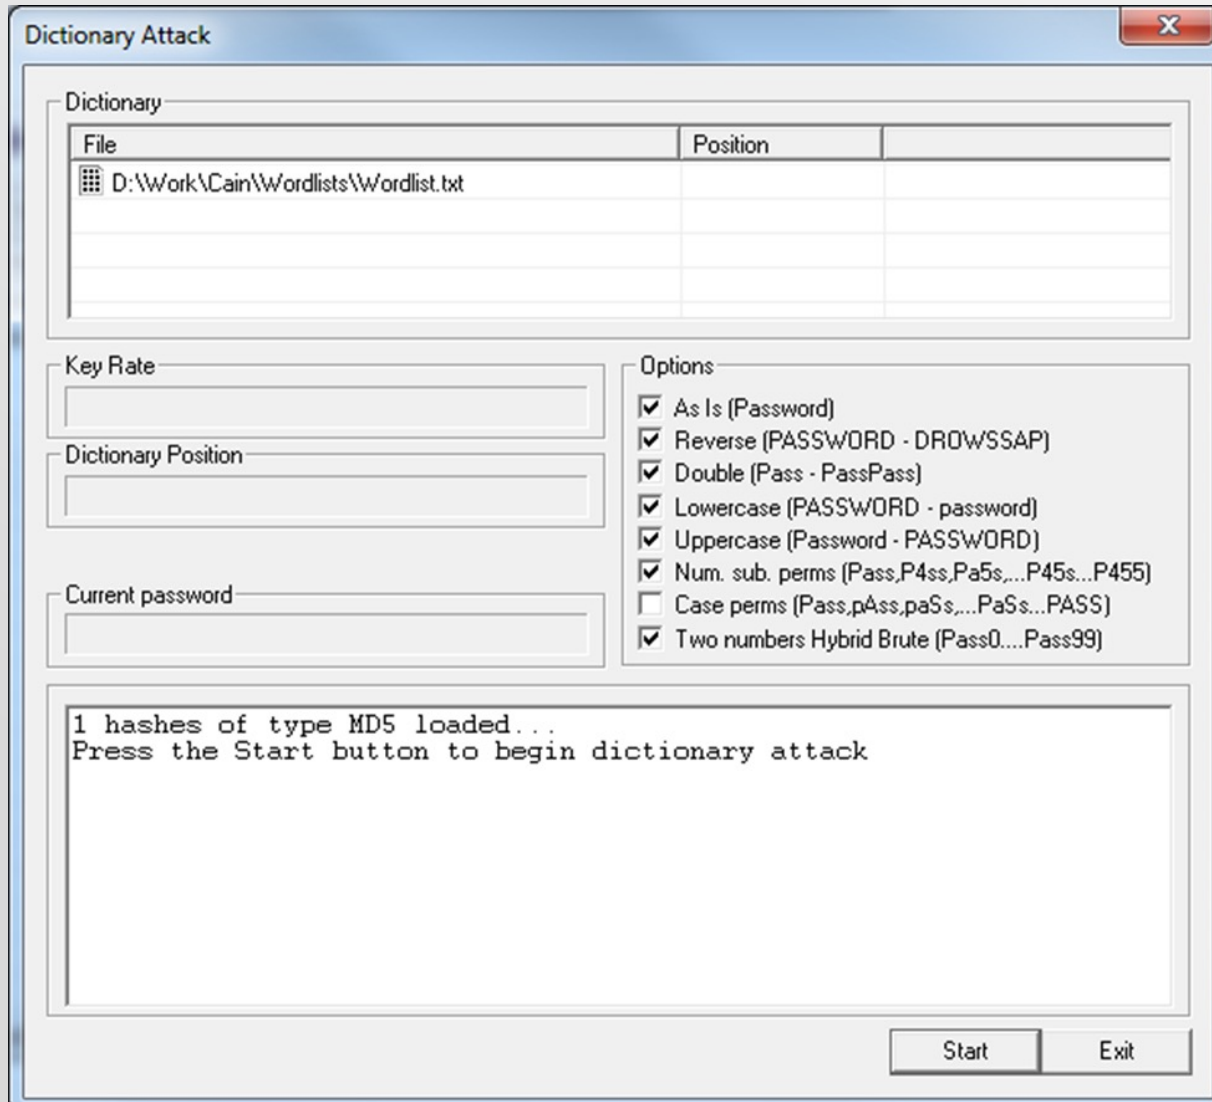 Dictionary Attack
Dictionary
File Position
D:\Work\Cain\Wordlists\Wordlist.txt
Key Rate
Dictionary Position
Current password
Options
As Is (Password)
Reverse (PASSWORD - DROWSSAP)
Double (Pass - PassPass)
Lowercase (PASSWORD - password)
Uppercase (Password - PASSWORD)
Num. sub. perms (Pass,P4ss,Pa5s,...P45s...P455)
Case perms (Pass,pAss,paSs,...PaSs...PASS)
Two numbers Hybrid Brute (Pass0....Pass99)
1 hashes of type MD5 loaded...
Press the Start button to begin dictionary attack
Start Exit